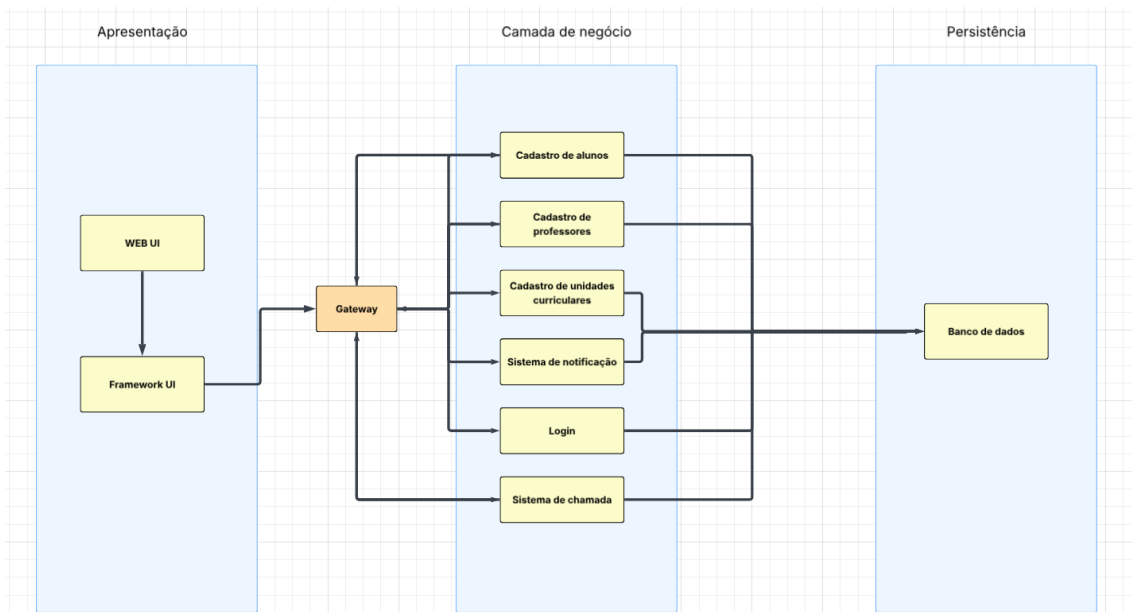 Apresentação
Camada de negócio
Persistência
WEB UI
Framework UI
Gateway
Cadastro de alunos
Cadastro de
professores
Cadastro de unidades
curriculares
Sistema de notificação
Login
Sistema de chamada
Banco de dados